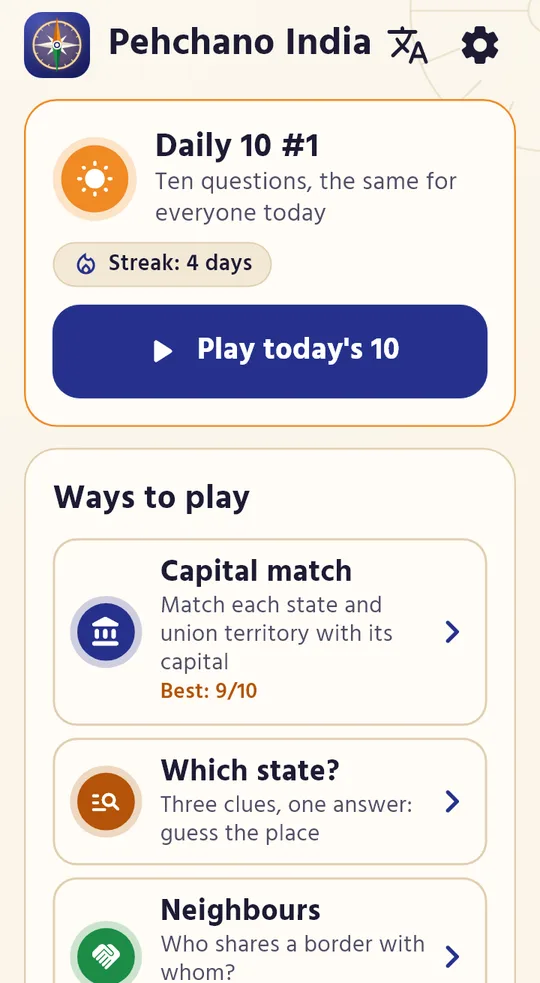 Pehchano India
Daily 10 #1
Ten questions, the same for
everyone today
Streak: 4 days
Play today's 10
Ways to play
Capital match
Match each state and
union territory with its
capital
Best: 9/10
Which state?
Three clues, one answer:
guess the place
Neighbours
Who shares a border with
whom?